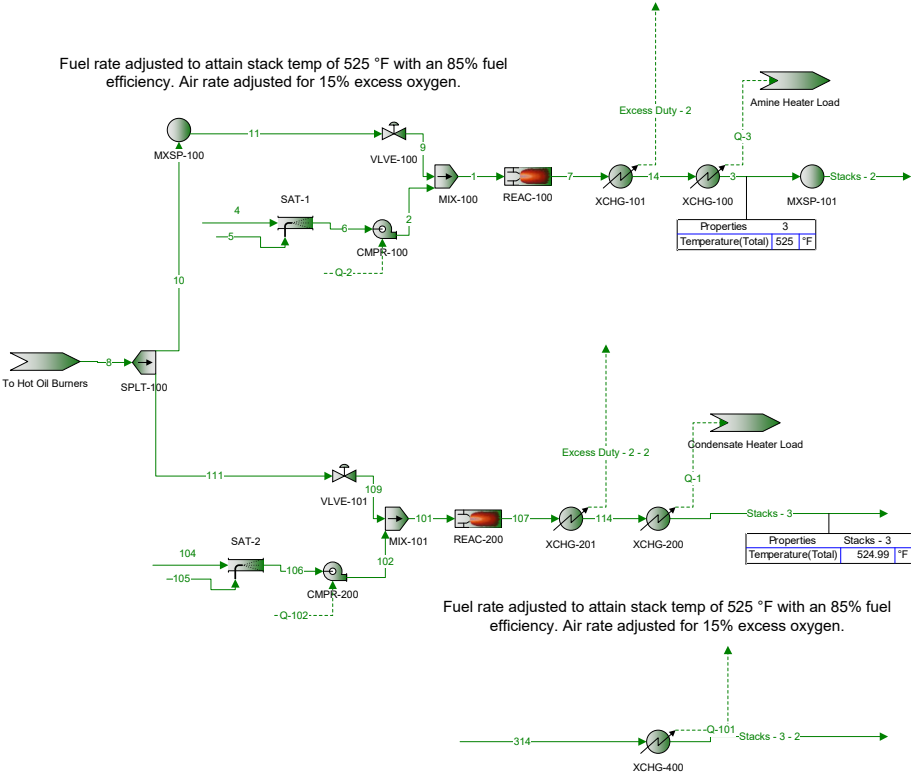 Fuel rate adjusted to attain stack temp of 525 °F with an 85% fuel
efficiency. Air rate adjusted for 15% excess oxygen.
Excess Duty - 2
Amine Heater Load
11
MXSP-100
VLVE-100
9
Q-3
1
MIX-100
REAC-100
7
XCHG-101
14
XCHG-100
3
MXSP-101
Stacks - 2
SAT-1
4
5
6
2
CMPR-100
Q-2
Properties 3
Temperature(Total) 525 °F
10
8
To Hot Oil Burners
SPLT-100
Excess Duty - 2 - 2
Condensate Heater Load
111
VLVE-101
109
Q-1
101
MIX-101
REAC-200
107
XCHG-201
114
XCHG-200
Stacks - 3
Properties Stacks - 3
Temperature(Total) 524.99 °F
SAT-2
104
105
106
102
CMPR-200
Q-102
Fuel rate adjusted to attain stack temp of 525 °F with an 85% fuel
efficiency. Air rate adjusted for 15% excess oxygen.
314
Q-101
Stacks - 3 - 2
XCHG-400